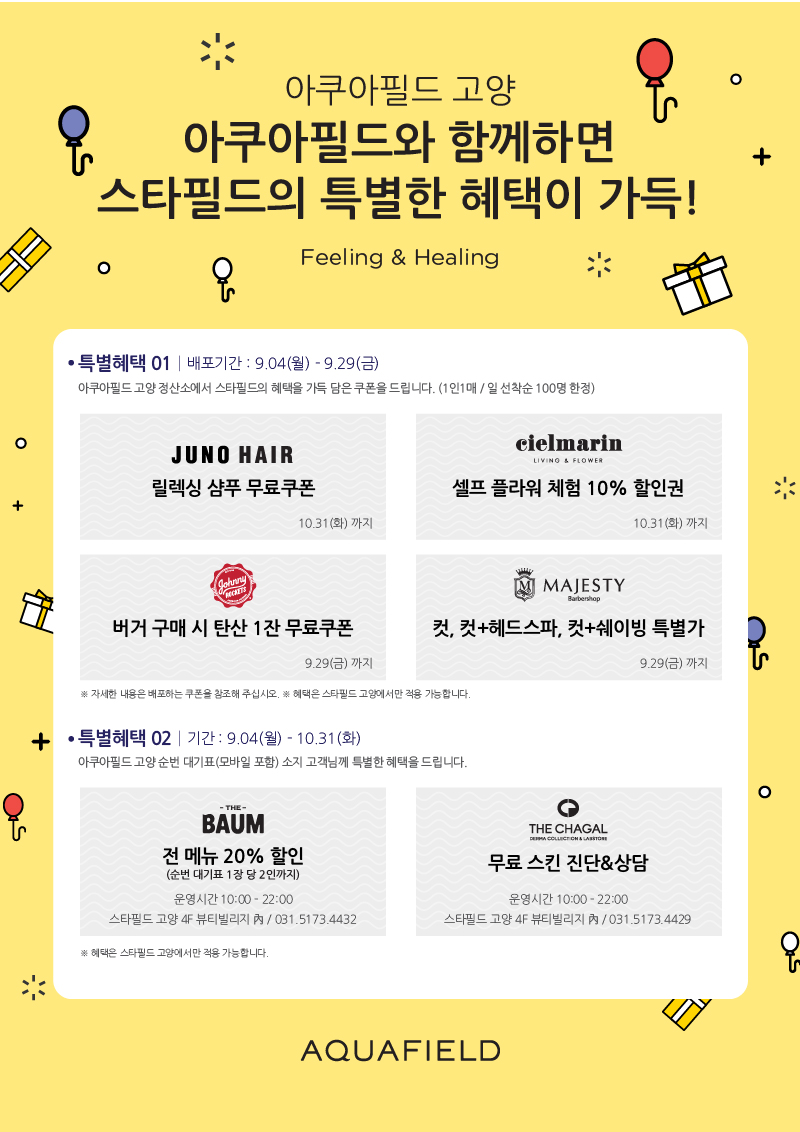 아쿠아필드 고양
아쿠아필드와 함께하면
스타필드의 특별한 혜택이 가득!
Feeling & Healing
• 특별혜택 01 | 배포기간 : 9.04(월) - 9.29(금)
아쿠아필드 고양 정산소에서 스타필드의 혜택을 가득 담은 쿠폰을 드립니다. (1인1매 / 일 선착순 100명 한정)
JUNO HAIR
릴렉싱 샴푸 무료쿠폰
10.31(화) 까지
cielmarin
LIVING & FLOWER
셀프 플라워 체험 10% 할인권
10.31(화) 까지
Johnny
ROCKETS
버거 구매 시 탄산 1잔 무료쿠폰
9.29(금) 까지
M
MAJESTY
Barbershop
컷, 컷+헤드스파, 컷+쉐이빙 특별가
9.29(금) 까지
※ 자세한 내용은 배포하는 쿠폰을 참조해 주십시오. ※ 혜택은 스타필드 고양에서만 적용 가능합니다.
• 특별혜택 02 | 기간 : 9.04(월) - 10.31(화)
아쿠아필드 고양 순번 대기표(모바일 포함) 소지 고객님께 특별한 혜택을 드립니다.
- THE -
BAUM
전 메뉴 20% 할인
(순번 대기표 1장 당 2인까지)
운영시간 10:00 - 22:00
스타필드 고양 4F 뷰티빌리지 內 / 031.5173.4432
THE CHAGAL
DERMA COLLECTION & LABSTORE
무료 스킨 진단&상담
운영시간 10:00 - 22:00
스타필드 고양 4F 뷰티빌리지 內 / 031.5173.4429
※ 혜택은 스타필드 고양에서만 적용 가능합니다.
AQUAFIELD